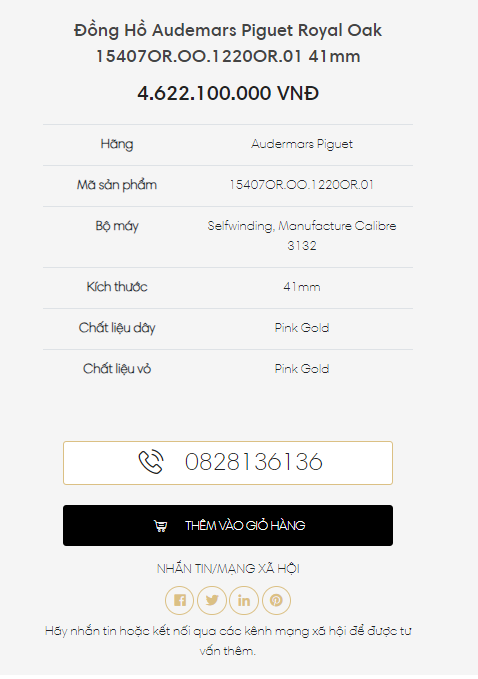 Đồng Hồ Audemars Piguet Royal Oak
15407OR.OO.1220OR.01 41mm
4.622.100.000 VNĐ
Hãng Audermars Piguet
Mã sản phẩm 15407OR.OO.1220OR.01
Bộ máy Selfwinding, Manufacture Calibre
3132
Kích thước 41mm
Chất liệu dây Pink Gold
Chất liệu vỏ Pink Gold
0828136136
THÊM VÀO GIỎ HÀNG
NHẮN TIN/MẠNG XÃ HỘI
Hãy nhắn tin hoặc kết nối qua các kênh mạng xã hội để được tư
vấn thêm.